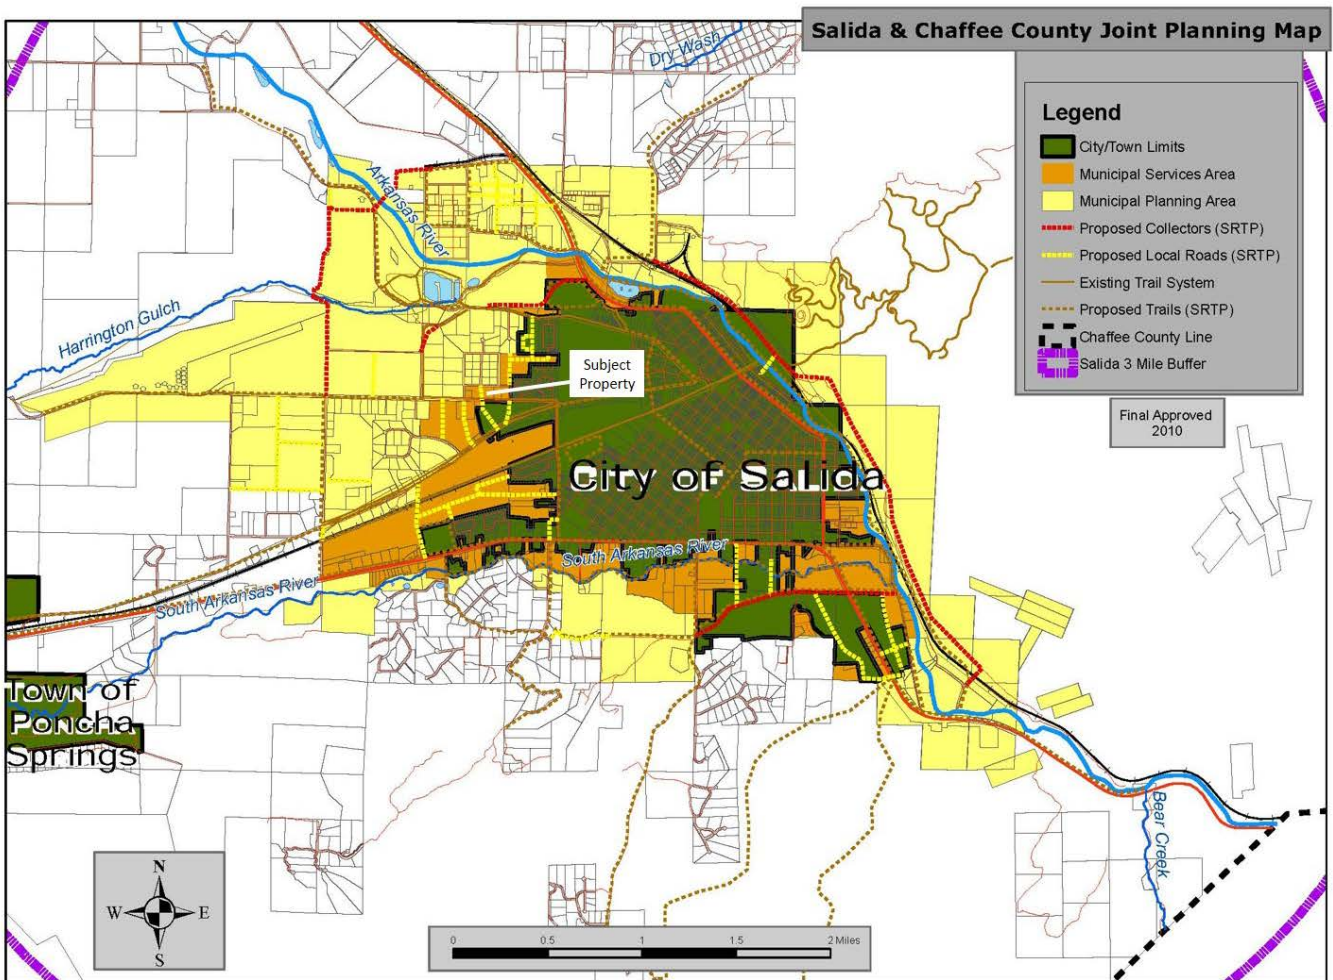 Salida & Chaffee County Joint Planning Map
Dry Wash
Legend
City/Town Limits
Municipal Services Area
Municipal Planning Area
Proposed Collectors (SRTP)
Proposed Local Roads (SRTP)
Existing Trail System
Proposed Trails (SRTP)
Chaffee County Line
Salida 3 Mile Buffer
Final Approved
2010
Arkansas River
Harrington Gulch
Subject
Property
City of Salida
South Arkansas River
South Arkansas River
Town of
Poncha
Springs
Bear Creek
N
W E
S
0 0.5 1 1.5 2 Miles